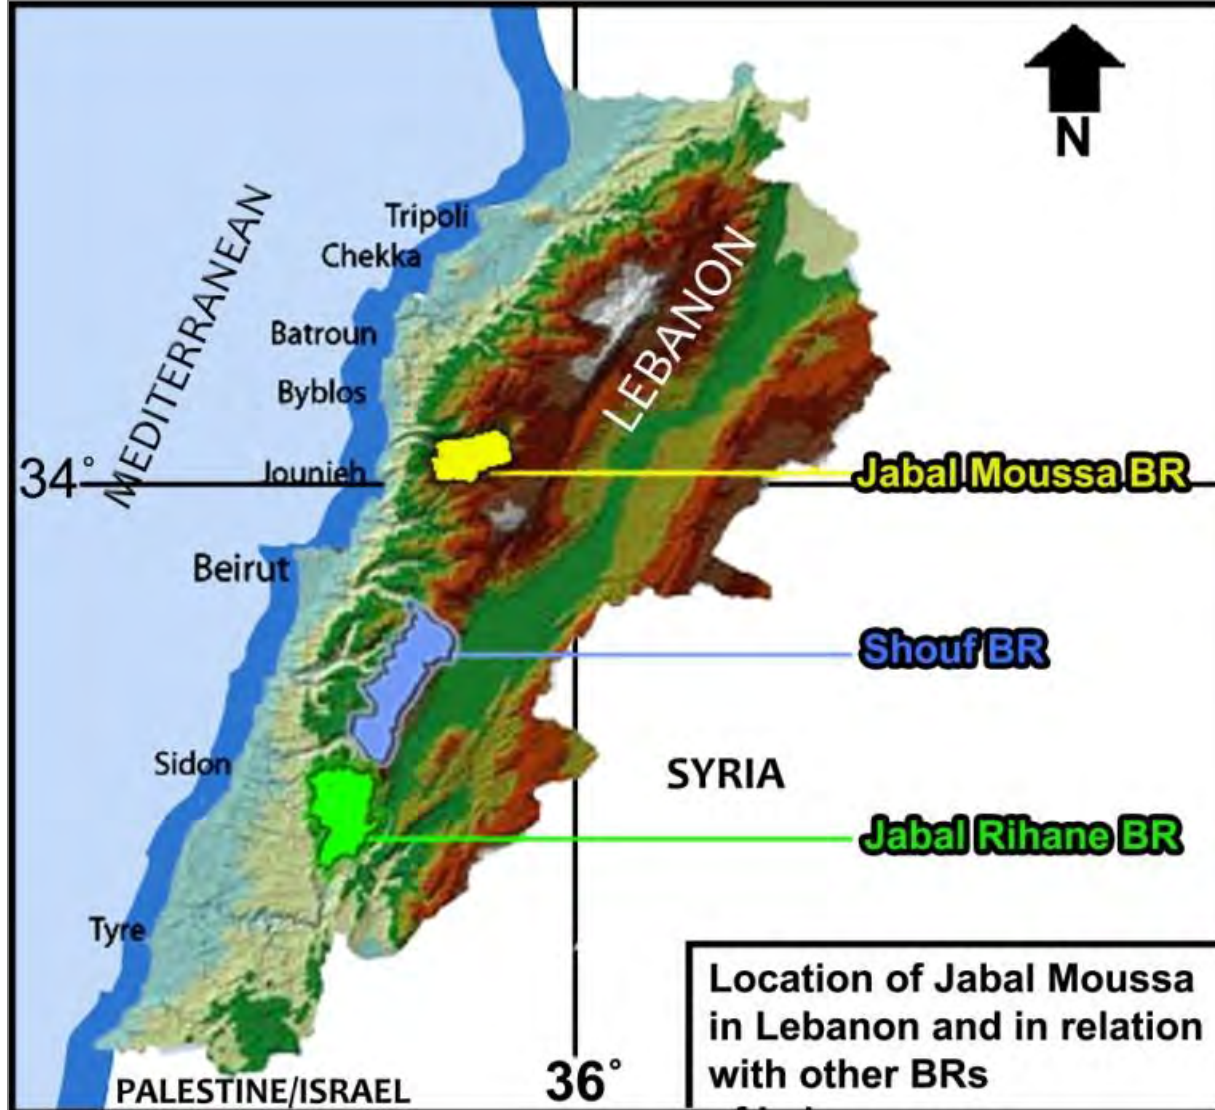 N
Tripoli
Chekka
MEDITERRANEAN
LEBANON
Batroun
Byblos
34°
Jounieh
Jabal Moussa BR
Beirut
Shouf BR
Sidon
SYRIA
Jabal Rihane BR
Tyre
Location of Jabal Moussa
in Lebanon and in relation
with other BRs
36°
PALESTINE/ISRAEL